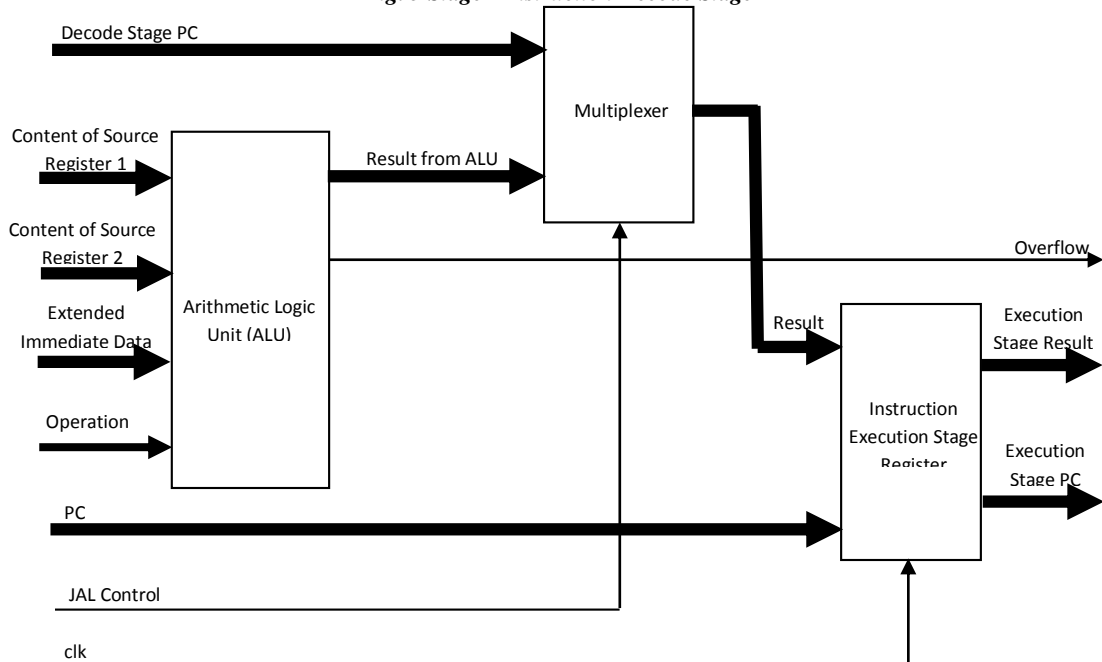 Decode Stage PC
Multiplexer
Content of Source
Register 1
Result from ALU
Content of Source
Register 2
Overflow
Extended
Immediate Data
Arithmetic Logic
Unit (ALU)
Result
Execution
Stage Result
Operation
Instruction
Execution Stage
Register
Execution
Stage PC
PC
JAL Control
clk